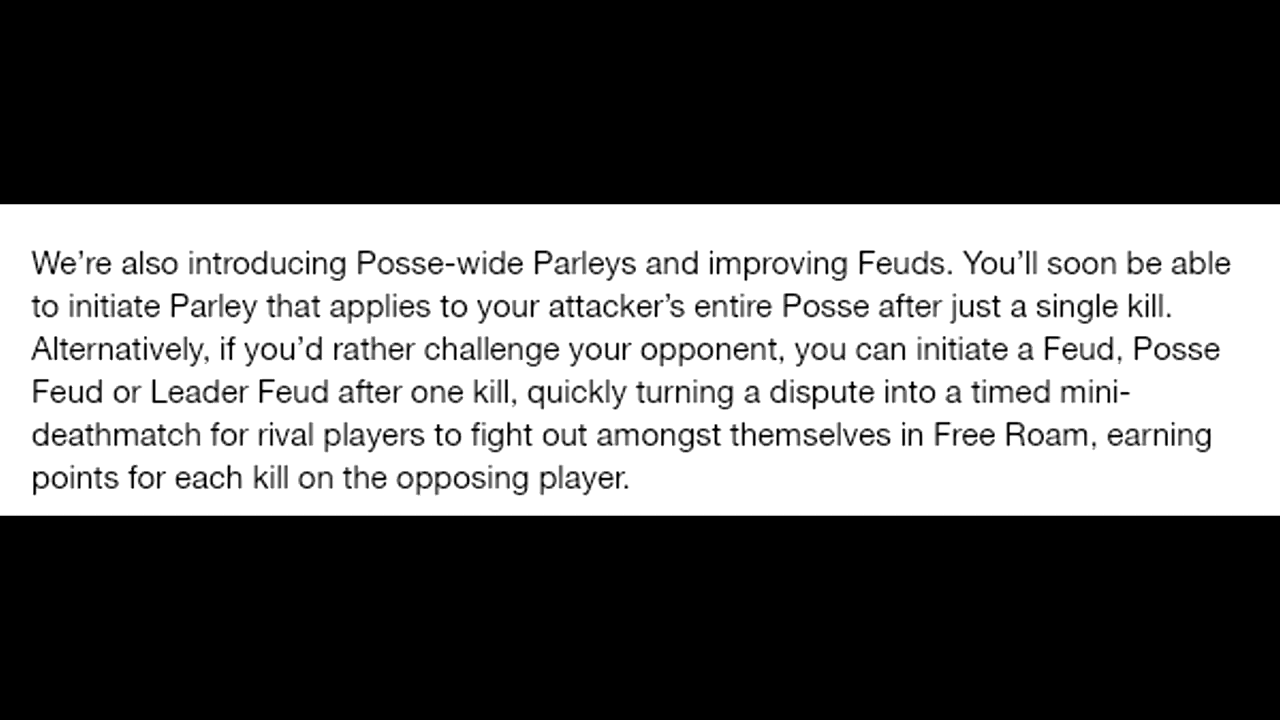 We’re also introducing Posse-wide Parleys and improving Feuds. You’ll soon be able
to initiate Parley that applies to your attacker’s entire Posse after just a single kill.
Alternatively, if you’d rather challenge your opponent, you can initiate a Feud, Posse
Feud or Leader Feud after one kill, quickly turning a dispute into a timed mini-
deathmatch for rival players to fight out amongst themselves in Free Roam, earning
points for each kill on the opposing player.